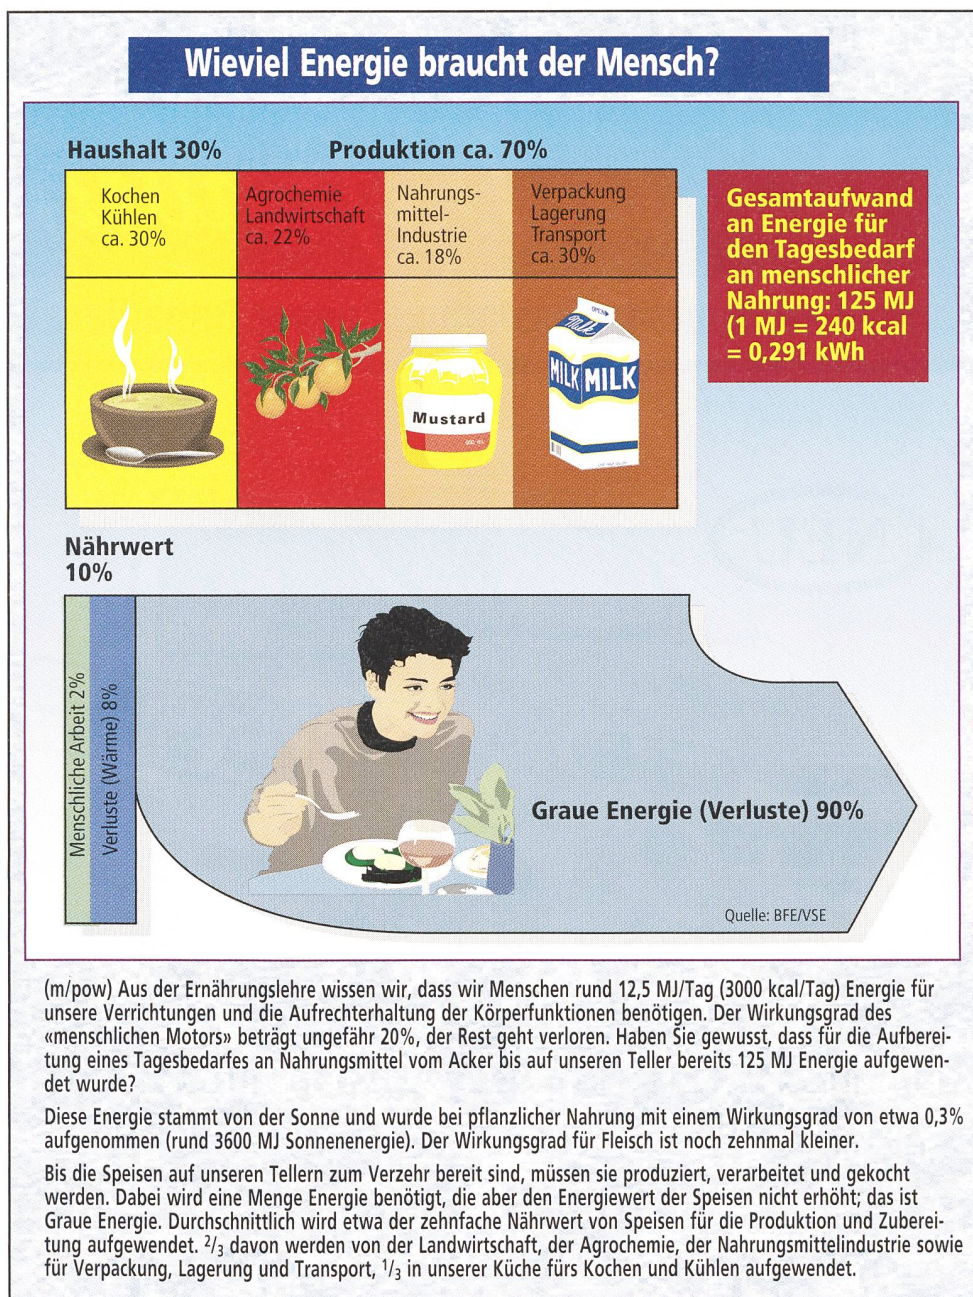 Wieviel Energie braucht der Mensch?
Haushalt 30%
Produktion ca. 70%
Kochen
Kühlen
ca. 30%
Agrochemie
Landwirtschaft
ca. 22%
Nahrungs-
mittel-
Industrie
ca. 18%
Verpackung
Lagerung
Transport
ca. 30%
Gesamtaufwand
an Energie für
den Tagesbedarf
an menschlicher
Nahrung: 125 MJ
(1 MJ = 240 kcal
= 0,291 kWh
Mustard
OPEN
Milk
MILK
MILK
Nährwert
10%
Menschliche Arbeit 2%
Verluste (Wärme) 8%
Graue Energie (Verluste) 90%
Quelle: BFE/VSE
(m/pow) Aus der Ernährungslehre wissen wir, dass wir Menschen rund 12,5 MJ/Tag (3000 kcal/Tag) Energie für
unsere Verrichtungen und die Aufrechterhaltung der Körperfunktionen benötigen. Der Wirkungsgrad des
«menschlichen Motors» beträgt ungefähr 20%, der Rest geht verloren. Haben Sie gewusst, dass für die Aufberei-
tung eines Tagesbedarfes an Nahrungsmittel vom Acker bis auf unseren Teller bereits 125 MJ Energie aufgewen-
det wurde?
Diese Energie stammt von der Sonne und wurde bei pflanzlicher Nahrung mit einem Wirkungsgrad von etwa 0,3%
aufgenommen (rund 3600 MJ Sonnenenergie). Der Wirkungsgrad für Fleisch ist noch zehnmal kleiner.
Bis die Speisen auf unseren Tellern zum Verzehr bereit sind, müssen sie produziert, verarbeitet und gekocht
werden. Dabei wird eine Menge Energie benötigt, die aber den Energiewert der Speisen nicht erhöht; das ist
Graue Energie. Durchschnittlich wird etwa der zehnfache Nährwert von Speisen für die Produktion und Zuberei-
tung aufgewendet. 2/3 davon werden von der Landwirtschaft, der Agrochemie, der Nahrungsmittelindustrie sowie
für Verpackung, Lagerung und Transport, 1/3 in unserer Küche fürs Kochen und Kühlen aufgewendet.